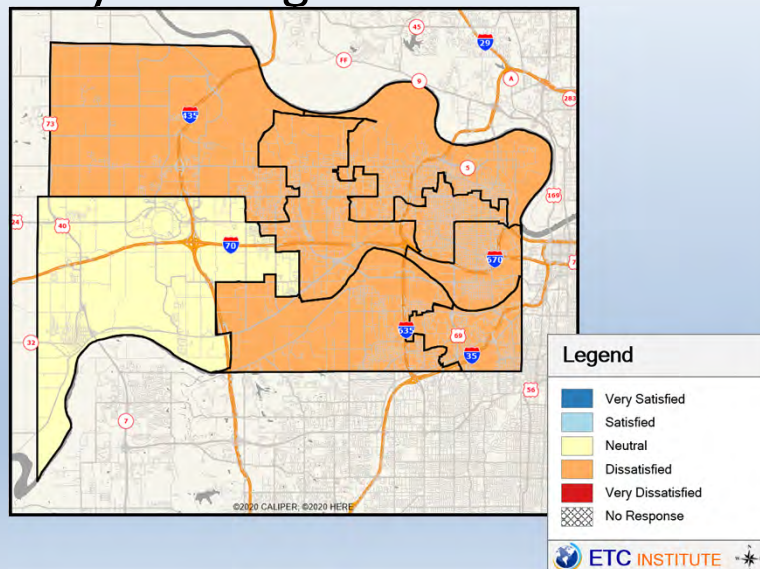 45
29
FF
A
9
283
73
435
5
169
24
40
70
670
635
69
32
35
56
7
©2020 CALIPER; ©2020 HERE
Legend
Very Satisfied
Satisfied
Neutral
Dissatisfied
Very Dissatisfied
No Response
ETC INSTITUTE